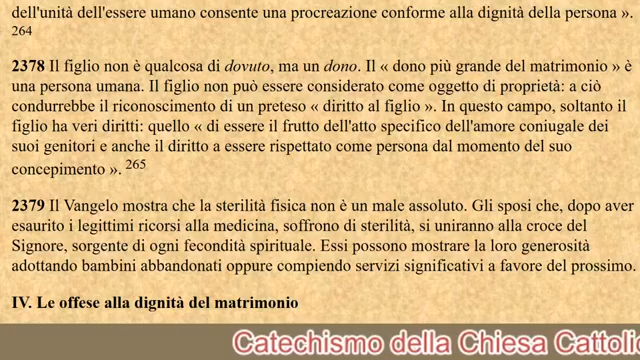 dell'unità dell'essere umano consente una procreazione conforme alla dignità della persona ».
264
2378 Il figlio non è qualcosa di dovuto, ma un dono. Il « dono più grande del matrimonio » è
una persona umana. Il figlio non può essere considerato come oggetto di proprietà: a ciò
condurrebbe il riconoscimento di un preteso « diritto al figlio ». In questo campo, soltanto il
figlio ha veri diritti: quello « di essere il frutto dell'atto specifico dell'amore coniugale dei
suoi genitori e anche il diritto a essere rispettato come persona dal momento del suo
concepimento ». 265
2379 Il Vangelo mostra che la sterilità fisica non è un male assoluto. Gli sposi che, dopo aver
esaurito i legittimi ricorsi alla medicina, soffrono di sterilità, si uniranno alla croce del
Signore, sorgente di ogni fecondità spirituale. Essi possono mostrare la loro generosità
adottando bambini abbandonati oppure compiendo servizi significativi a favore del prossimo.
IV. Le offese alla dignità del matrimonio
Catechismo della Chiesa Cattolic